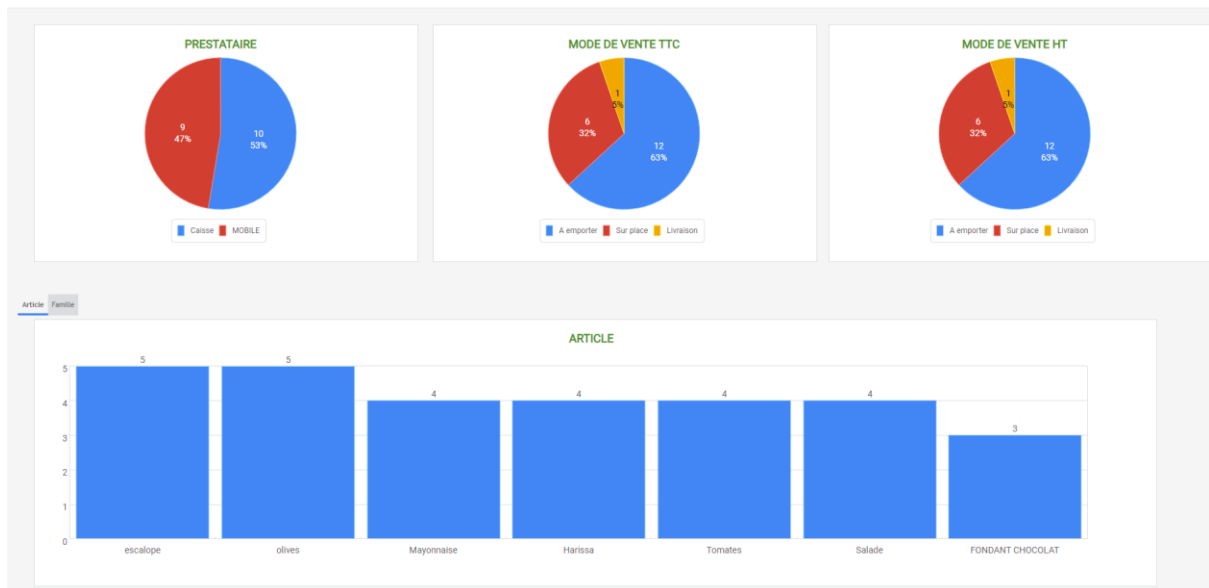 PRESTATAIRE
9
47%
10
53%
Caisse MOBILE
MODE DE VENTE TTC
1
5%
6
32%
12
63%
A emporter Sur place Livraison
MODE DE VENTE HT
1
5%
6
32%
12
63%
A emporter Sur place Livraison
Article Famille
ARTICLE
5 5 4 4 4 4 3
5
4
3
2
1
0
escalope olives Mayonnaise Harissa Tomates Salade FONDANT CHOCOLAT